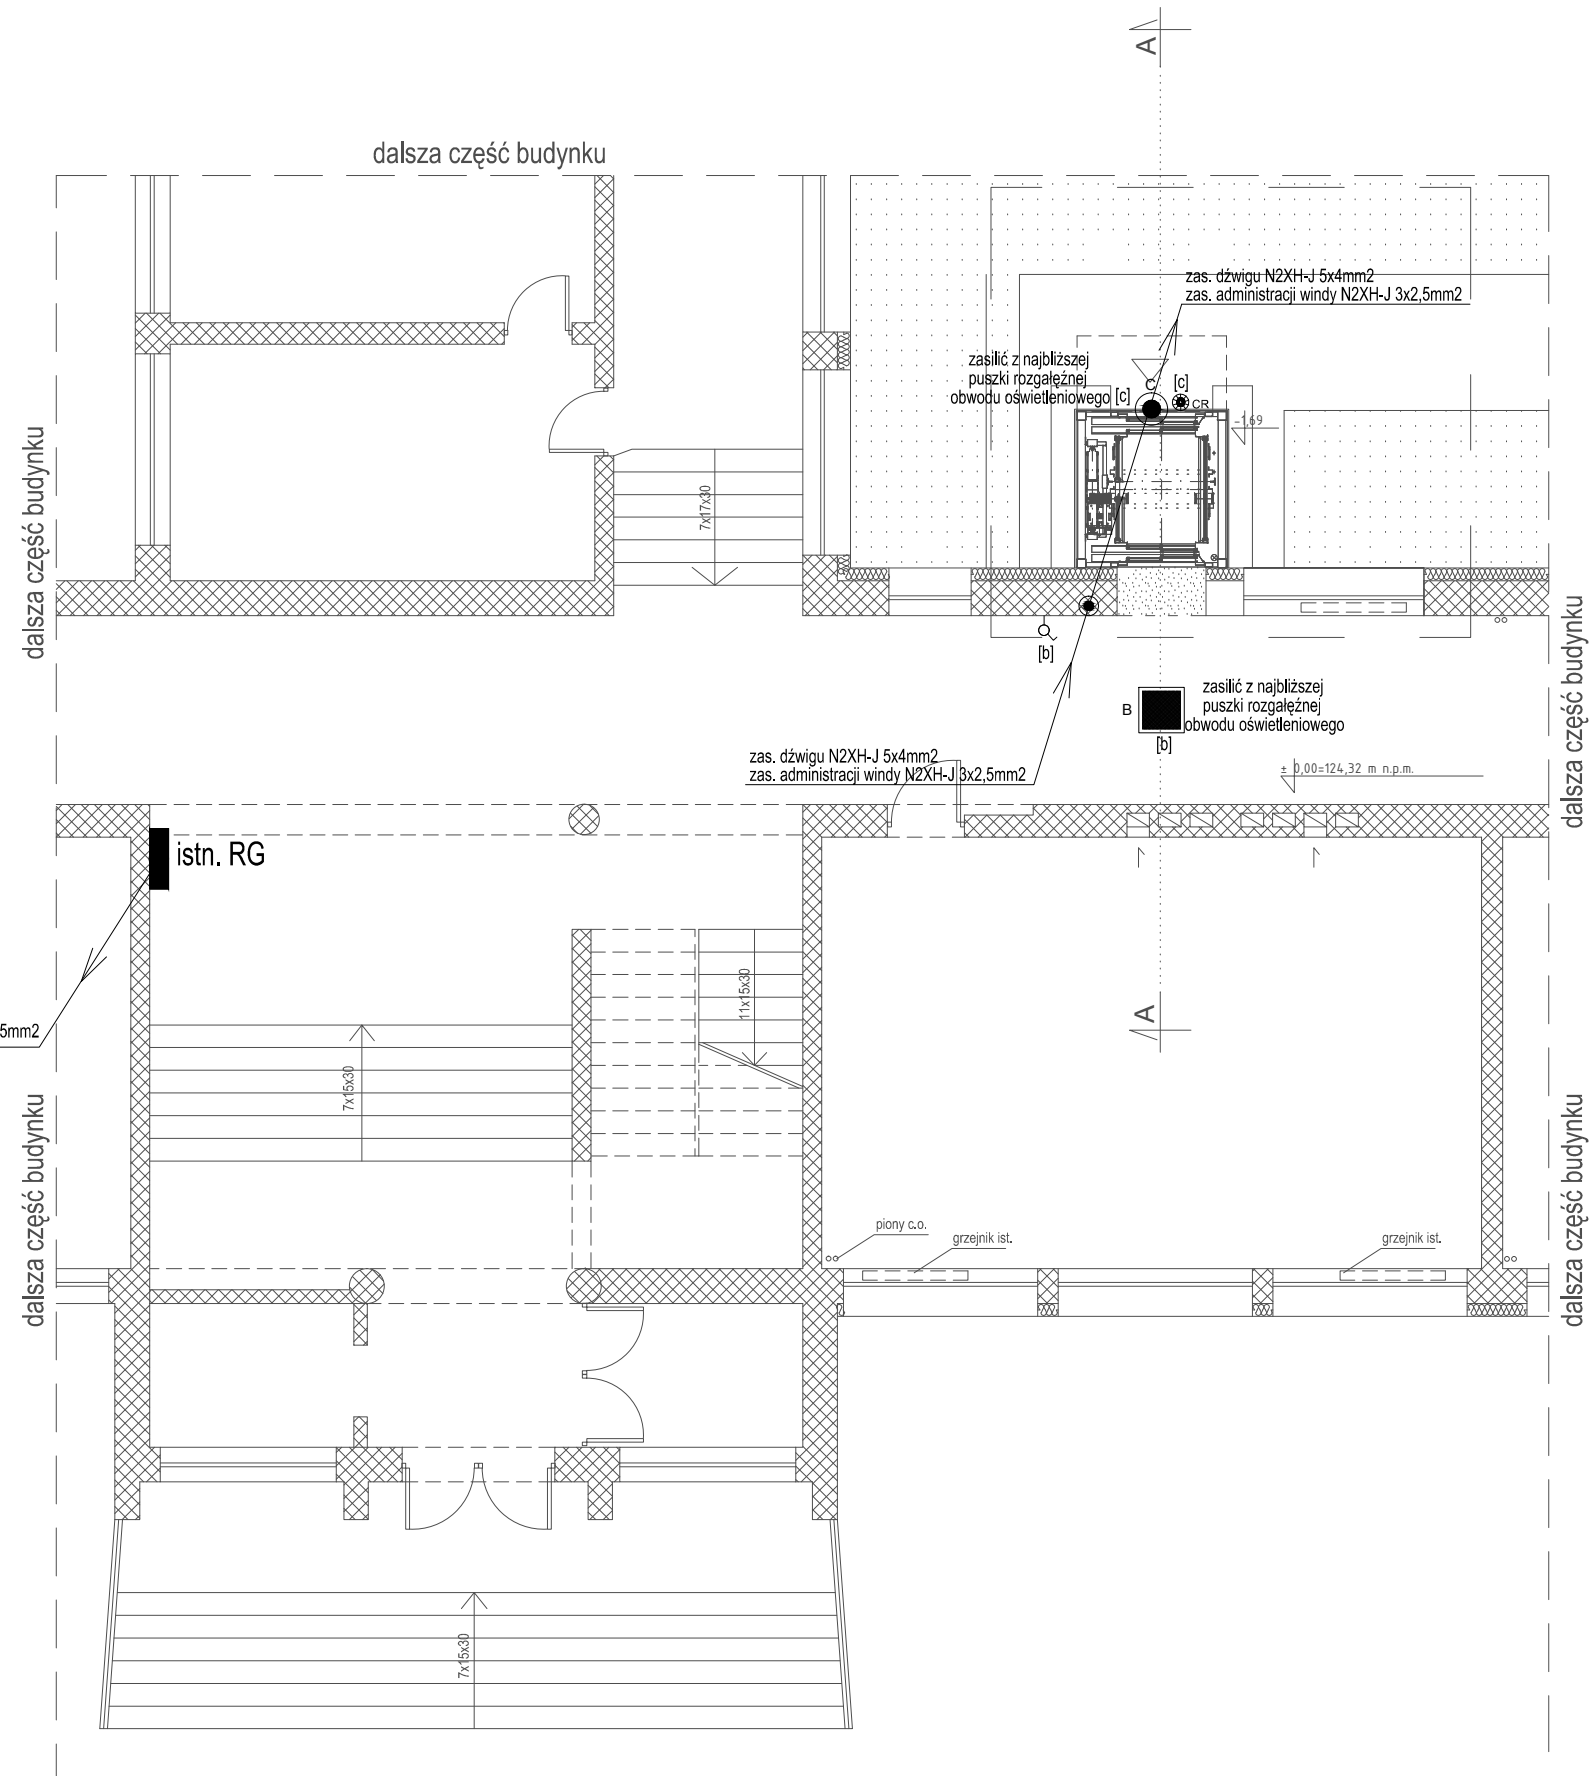 A
dalsza część budynku
zas. dźwigu N2XH-J 5x4mm2
zas. administracji windy N2XH-J 3x2,5mm2
zasilić z najbliższej
puszki rozgałęźnej
obwodu oświetleniowego [c]
C
[c]
CR
-1,69
dalsza część budynku
7x17x30
dalsza część budynku
[b]
B
zasilić z najbliższej
puszki rozgałęźnej
obwodu oświetleniowego
[b]
zas. dźwigu N2XH-J 5x4mm2
zas. administracji windy N2XH-J 3x2,5mm2
± 0,00=124,32 m n.p.m.
istn. RG
11x15x30
A
5mm2
7x15x30
dalsza część budynku
dalsza część budynku
piony c.o.
grzejnik ist.
grzejnik ist.
7x15x30